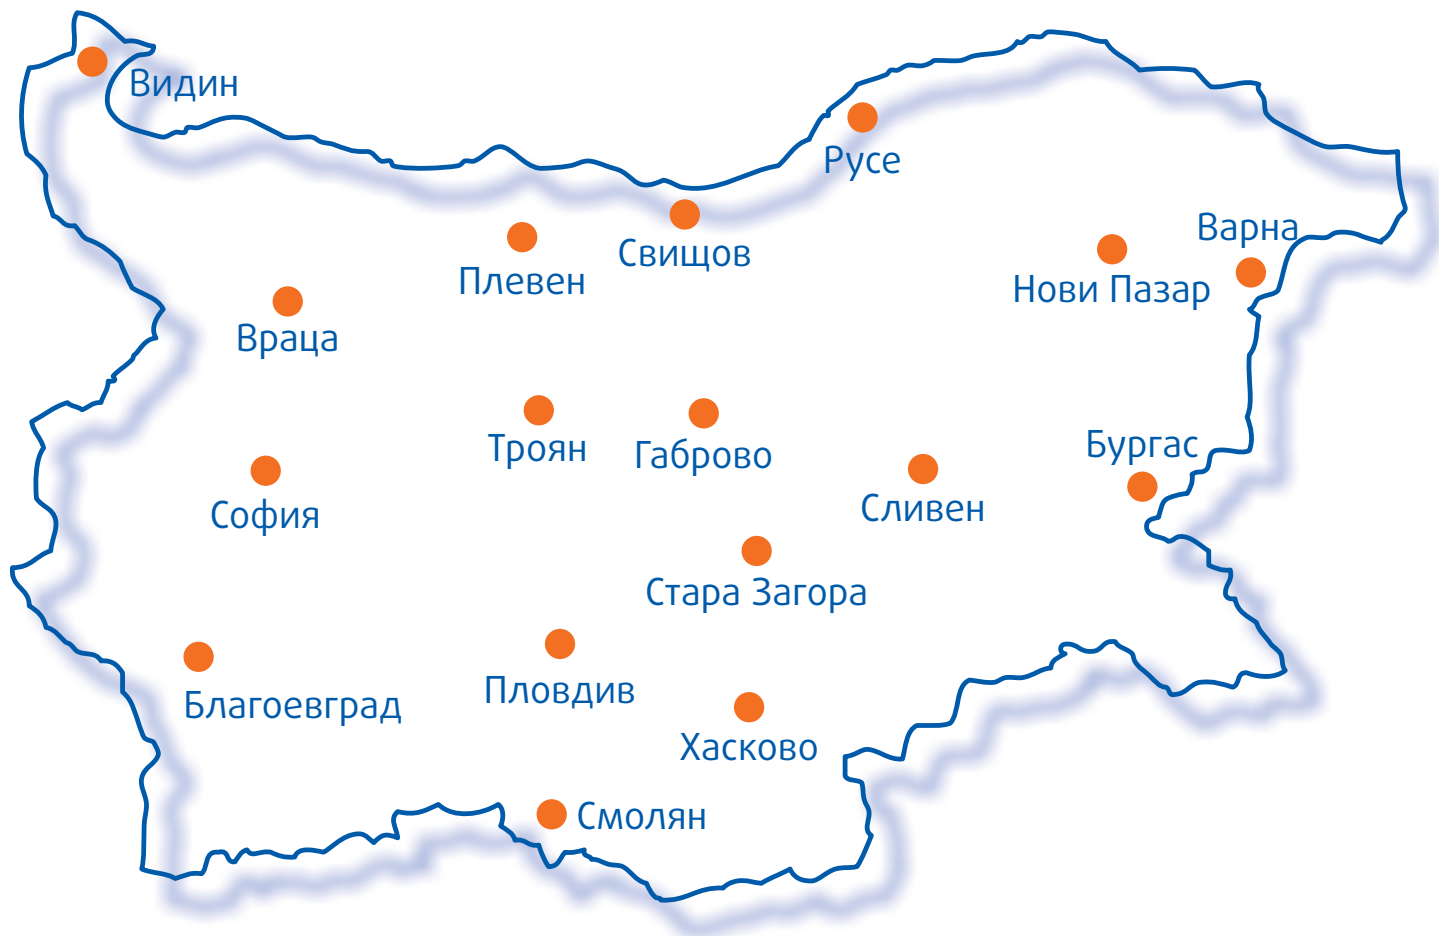 Видин
Русе
Варна
Свищов
Плевен
Нови Пазар
Враца
Бургас
Троян
Габрово
Сливен
София
Стара Загора
Пловдив
Благоевград
Хасково
Смолян